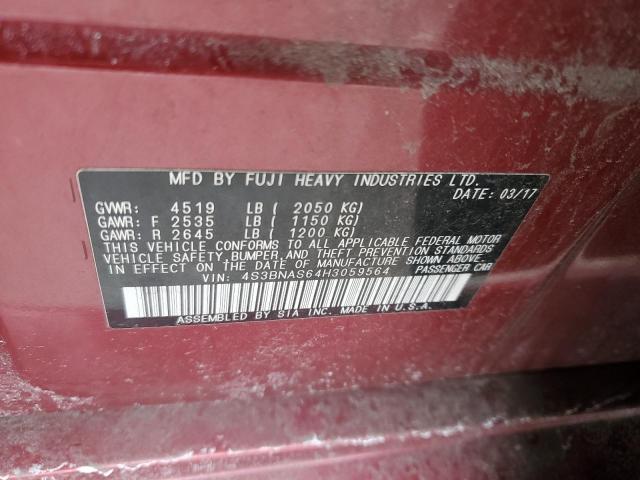 MFD BY FUJI HEAVY INDUSTRIES LTD.
DATE: 03/17
GVWR: 4519 LB ( 2050 KG)
GAWR: F 2535 LB ( 1150 KG)
GAWR: R 2645 LB ( 1200 KG)
THIS VEHICLE CONFORMS TO ALL APPLICABLE FEDERAL MOTOR
VEHICLE SAFETY, BUMPER, AND THEFT PREVENTION STANDARDS
IN EFFECT ON THE DATE OF MANUFACTURE SHOWN ABOVE.
VIN: 4S3BNAS64H3059564 PASSENGER CAR
ASSEMBLED BY SIA INC. MADE IN U.S.A.